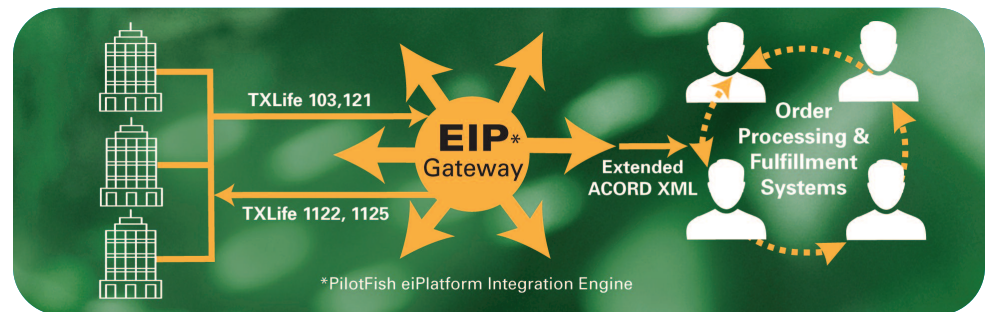 TXLife 103,121
EIP*
Gateway
TXLife 1122, 1125
Extended
ACORD XML
Order
Processing &
Fulfillment
Systems
*PilotFish eiPlatform Integration Engine